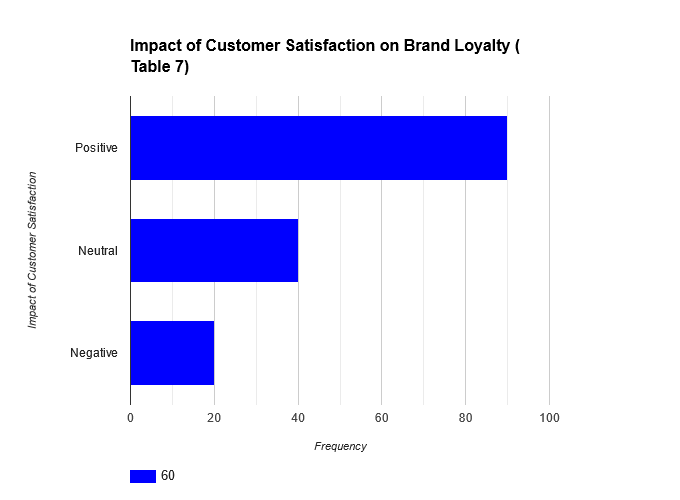 Impact of Customer Satisfaction on Brand Loyalty (
Table 7)
Impact of Customer Satisfaction
Positive
Neutral
Negative
0 20 40 60 80 100
Frequency
60